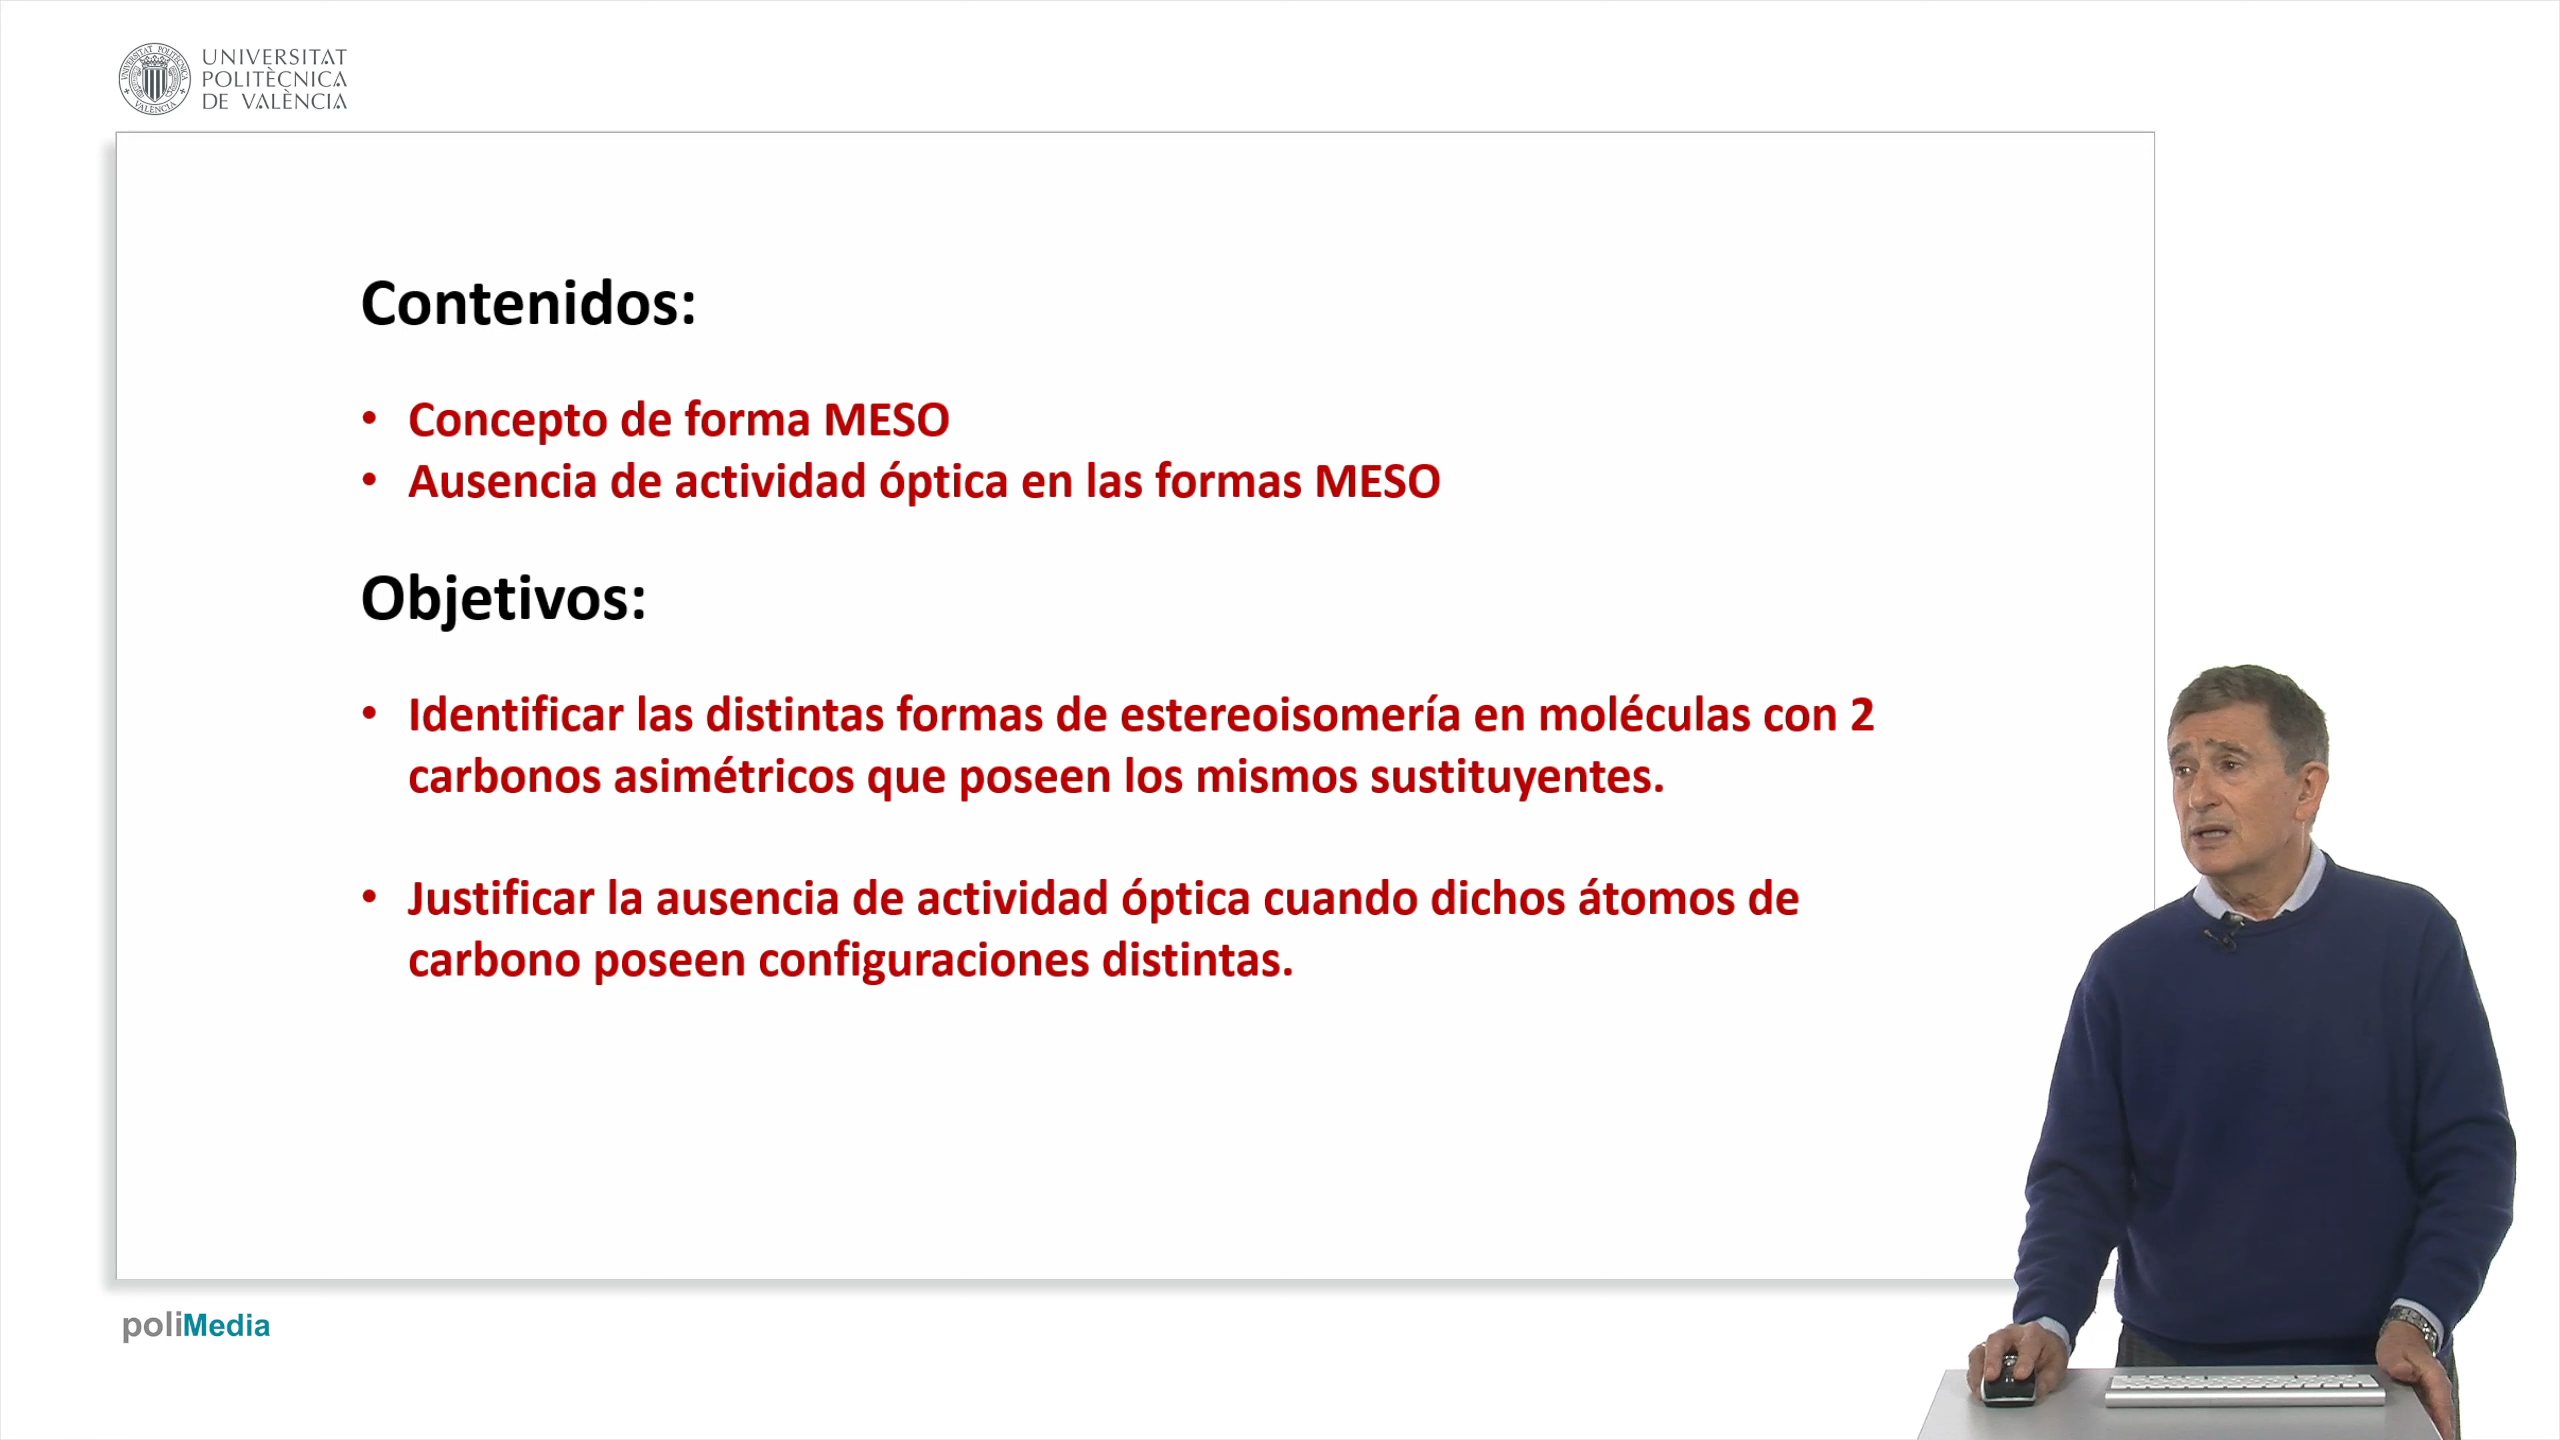 UNIVERSITAT
POLITÈCNICA
DE VALÈNCIA
Contenidos:
• Concepto de forma MESO
• Ausencia de actividad óptica en las formas MESO
Objetivos:
• Identificar las distintas formas de estereoisomería en moléculas con 2
carbonos asimétricos que poseen los mismos sustituyentes.
• Justificar la ausencia de actividad óptica cuando dichos átomos de
carbono poseen configuraciones distintas.
poliMedia